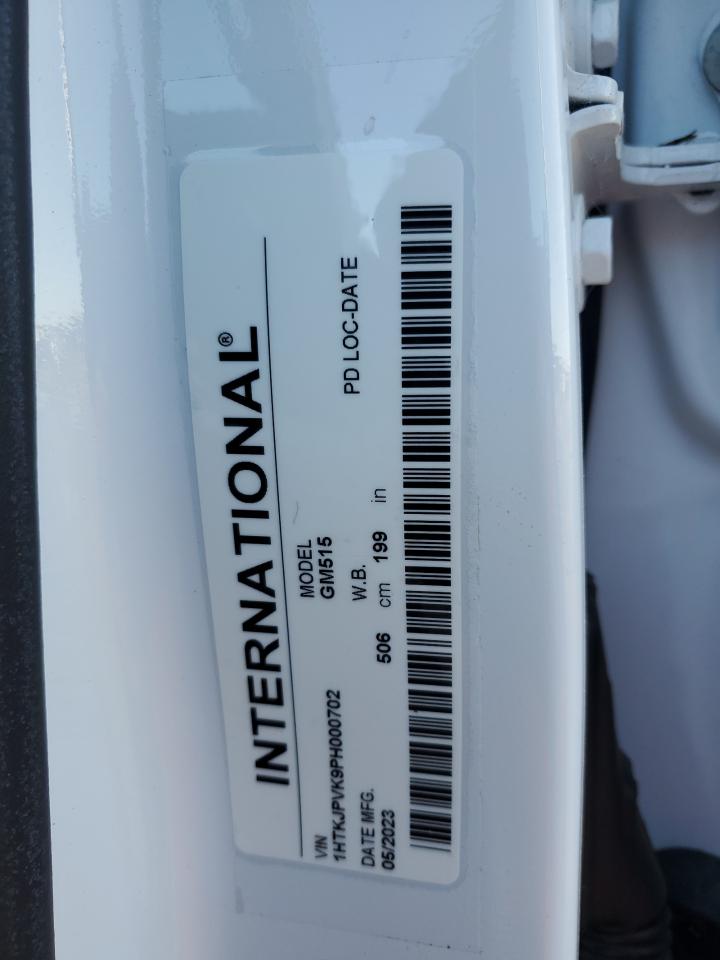 INTERNATIONAL®
VIN
1HTKJPVK9PH000702
MODEL
GM515
DATE MFG.
05/2023
W.B.
506 cm 199 in
PD LOC-DATE